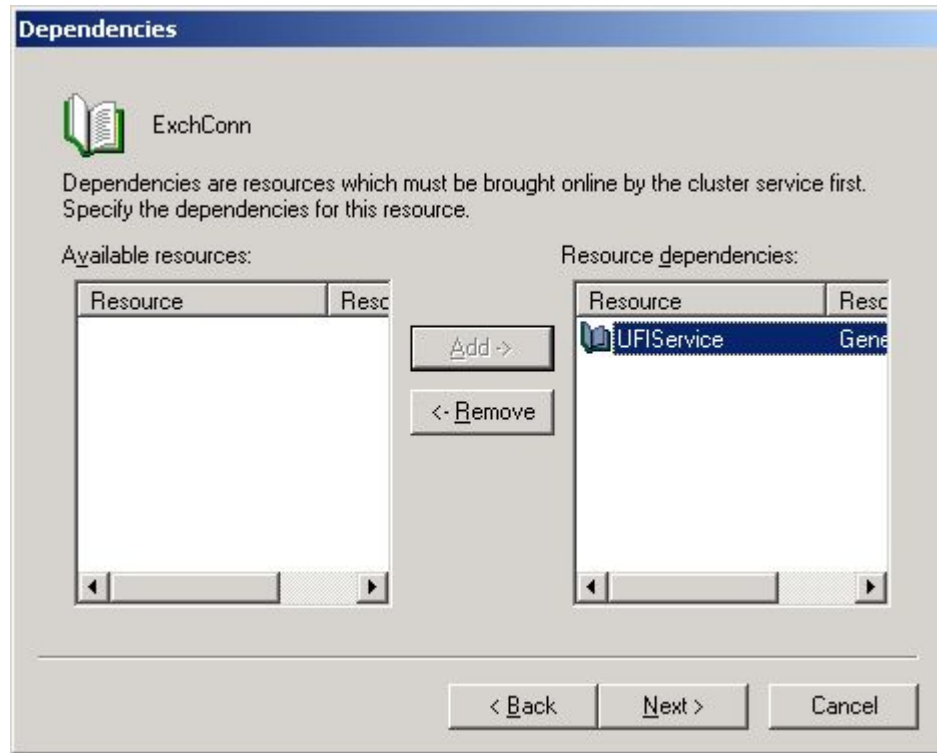 Dependencies
ExchConn
Dependencies are resources which must be brought online by the cluster service first.
Specify the dependencies for this resource.
Available resources:
Resource dependencies:
Resource Resc
Resource Resc
Add ->
UFIService Gene
<- Remove
< Back Next > Cancel